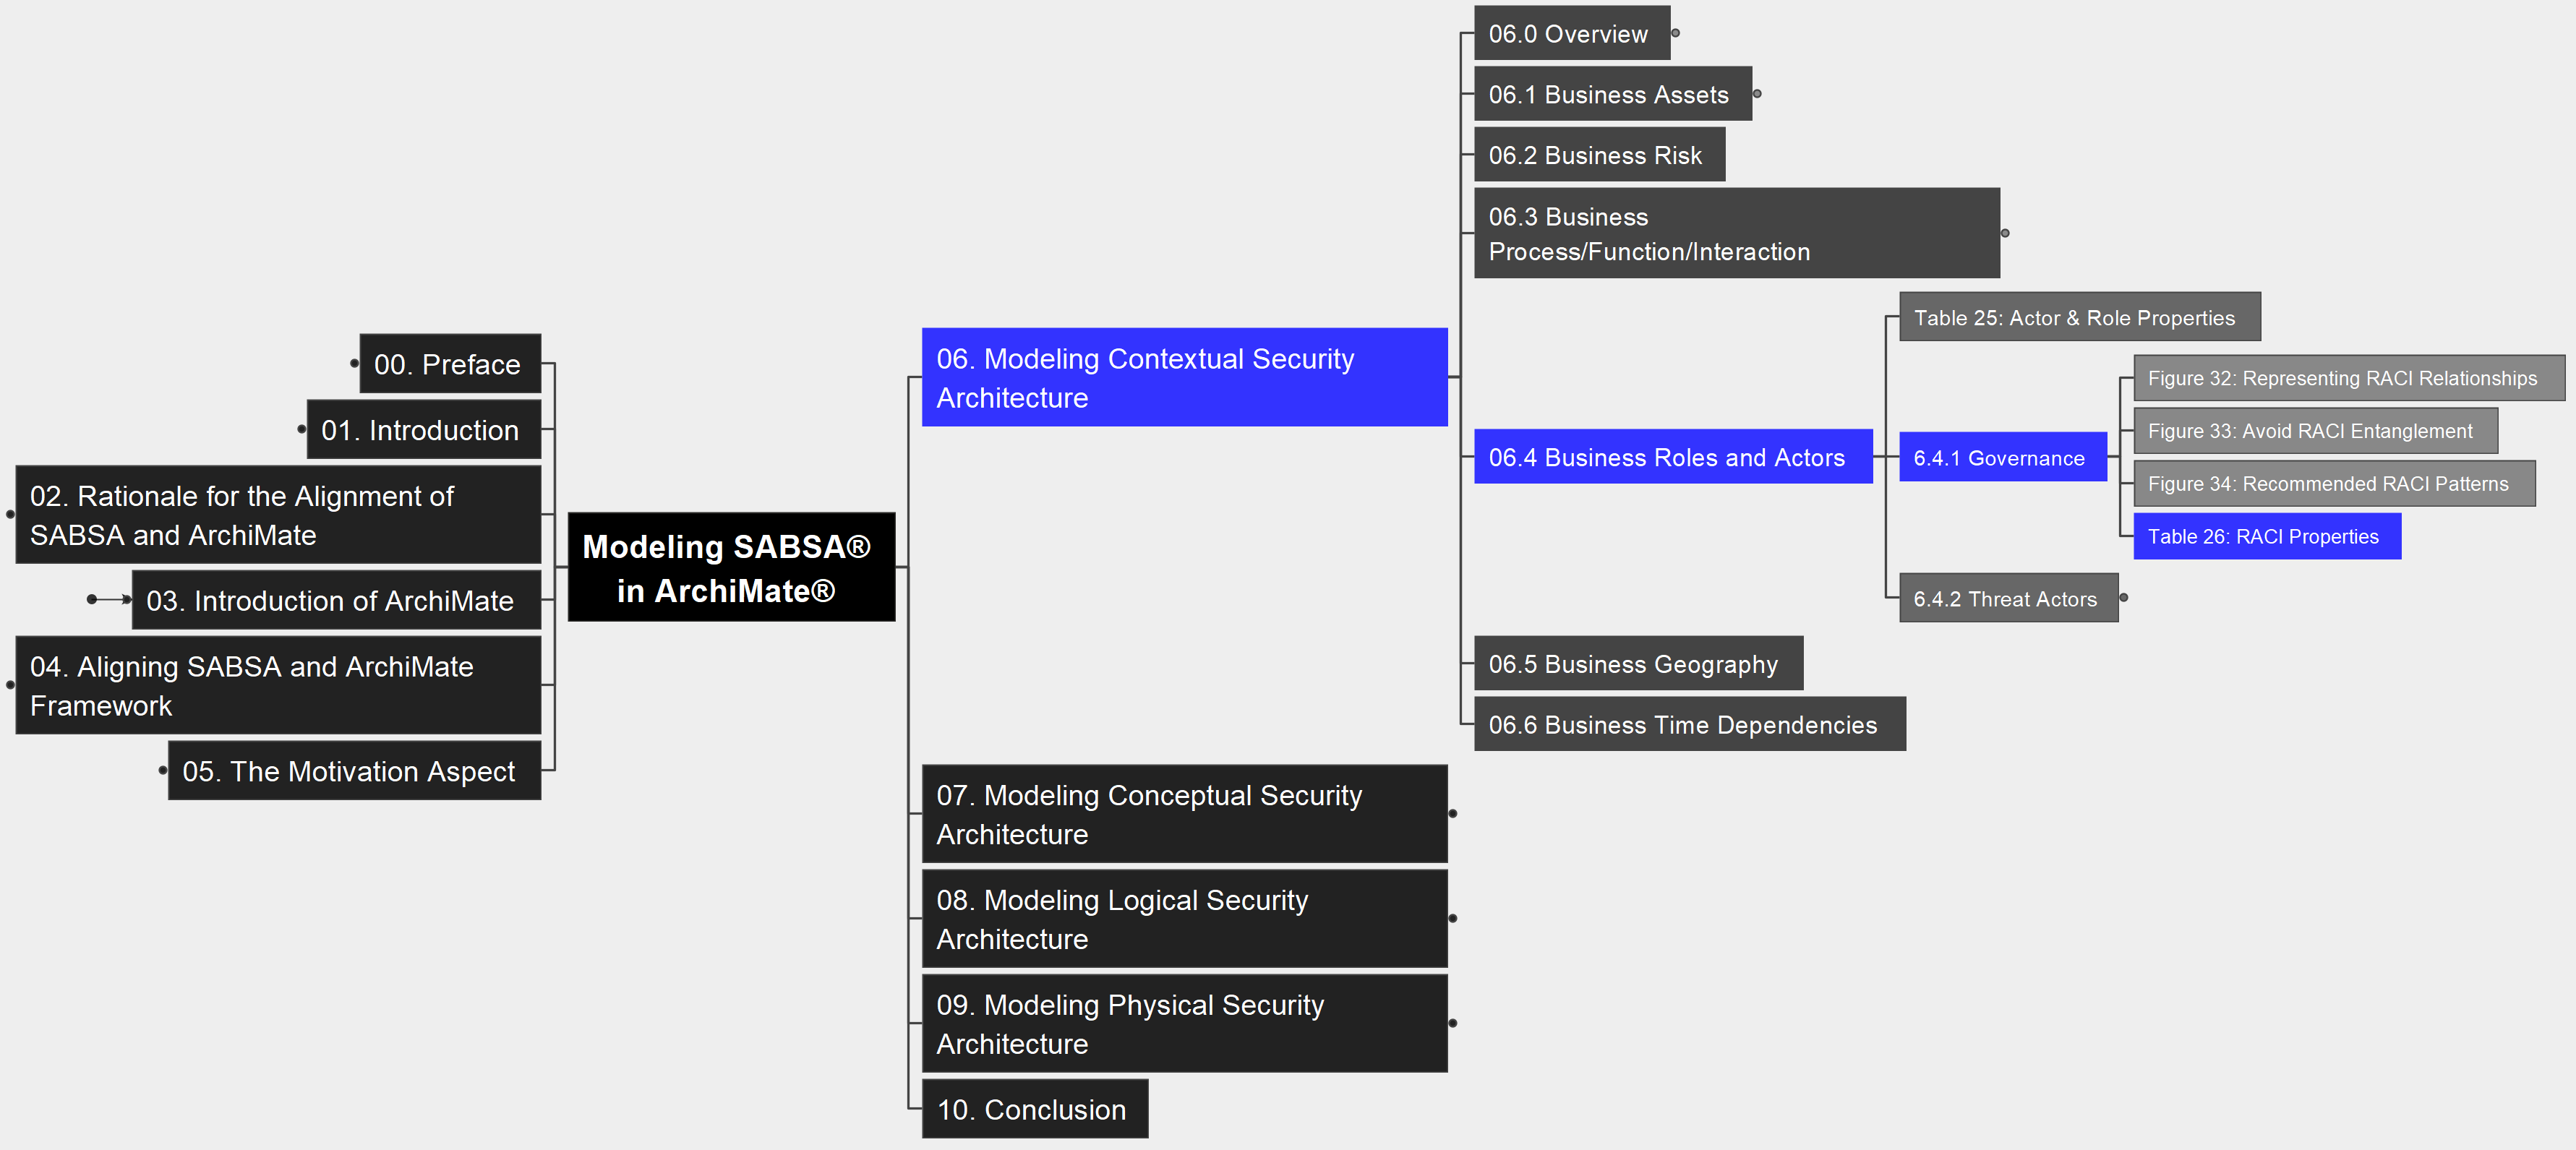 Modeling SABSA®
in ArchiMate®
00. Preface
01. Introduction
02. Rationale for the Alignment of
SABSA and ArchiMate
03. Introduction of ArchiMate
04. Aligning SABSA and ArchiMate
Framework
05. The Motivation Aspect
06. Modeling Contextual Security
Architecture
06.0 Overview
06.1 Business Assets
06.2 Business Risk
06.3 Business
Process/Function/Interaction
06.4 Business Roles and Actors
Table 25: Actor & Role Properties
6.4.1 Governance
Figure 32: Representing RACI Relationships
Figure 33: Avoid RACI Entanglement
Figure 34: Recommended RACI Patterns
Table 26: RACI Properties
6.4.2 Threat Actors
06.5 Business Geography
06.6 Business Time Dependencies
07. Modeling Conceptual Security
Architecture
08. Modeling Logical Security
Architecture
09. Modeling Physical Security
Architecture
10. Conclusion